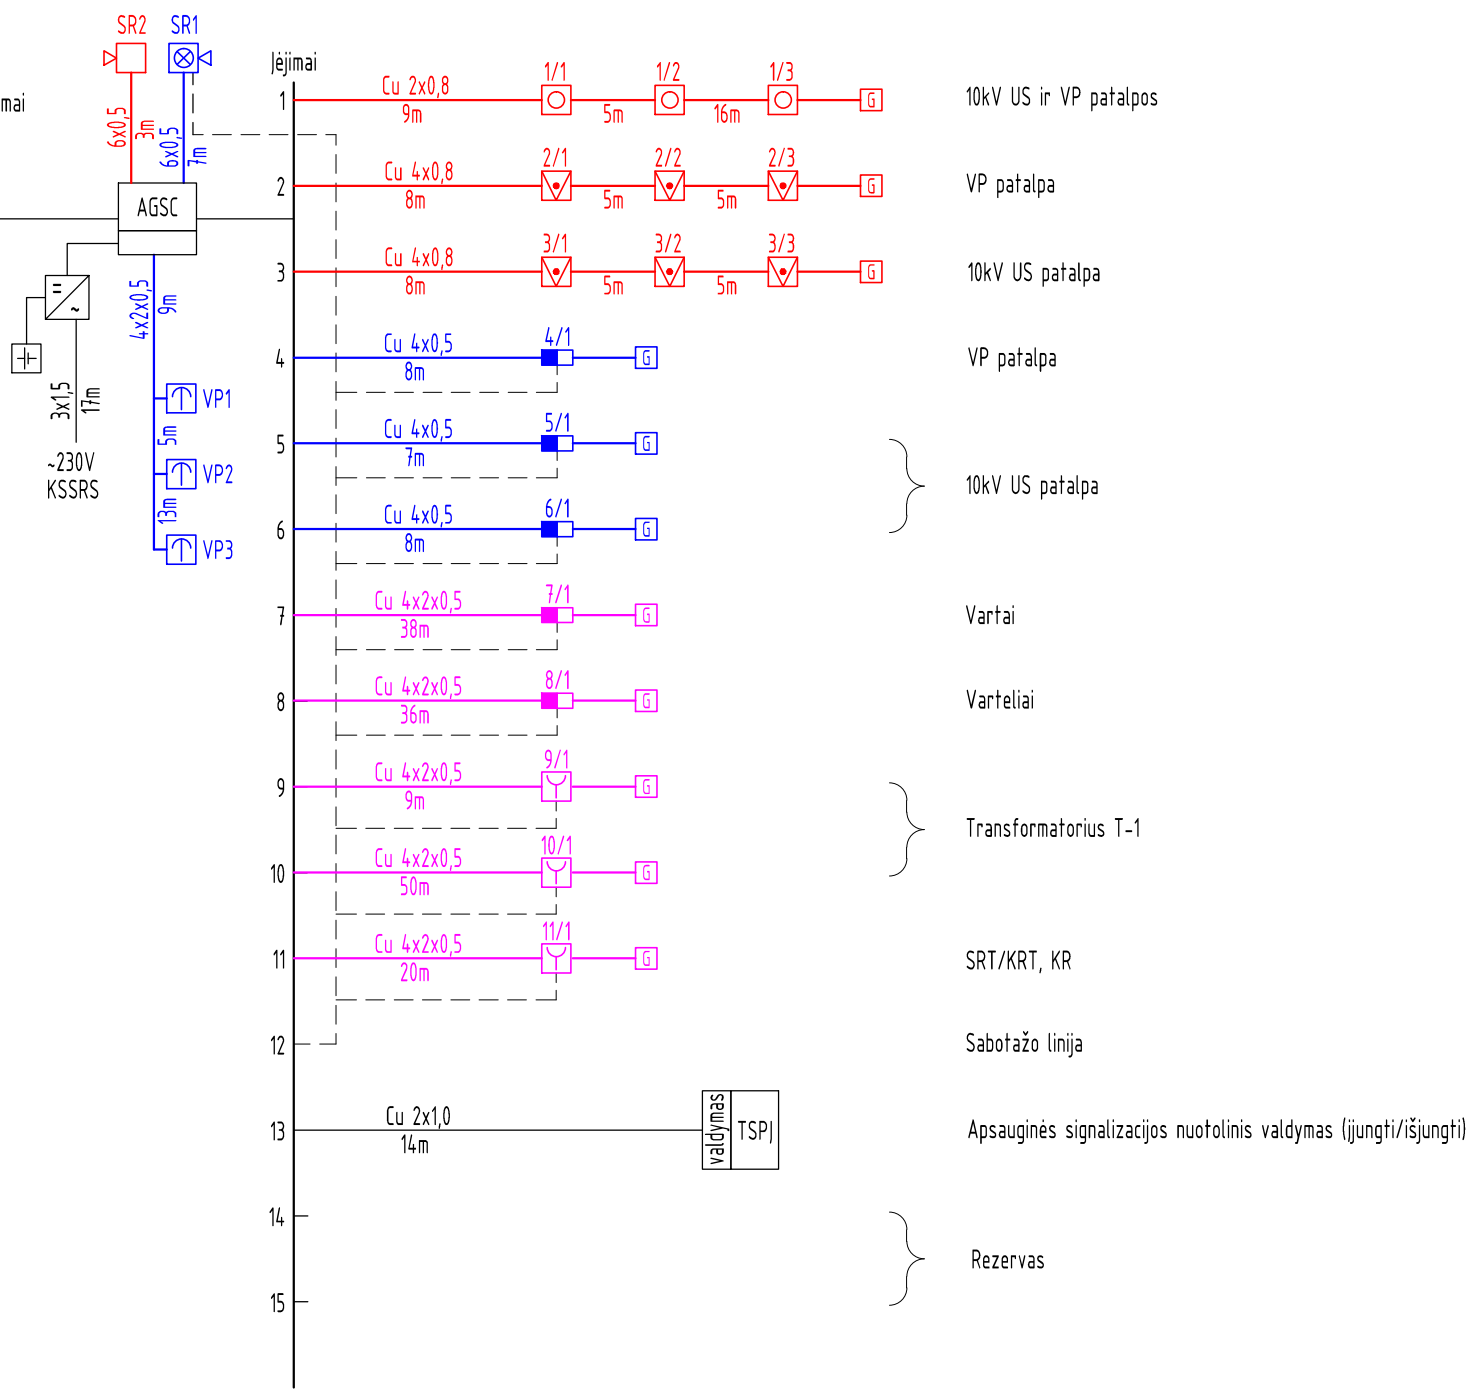 SR2 SR1
Įėjimai
mai
6x0,5
3m
6x0,5
7m
AGSC
4x2x0,5
9m
=
~
3x1,5
17m
~230V
KSSRS
VP1
5m
VP2
13m
VP3
1 Cu 2x0,8 9m 1/1 5m 1/2 16m 1/3 G 10kV US ir VP patalpos
2 Cu 4x0,8 8m 2/1 5m 2/2 5m 2/3 G VP patalpa
3 Cu 4x0,8 8m 3/1 5m 3/2 5m 3/3 G 10kV US patalpa
4 Cu 4x0,5 8m 4/1 G VP patalpa
5 Cu 4x0,5 7m 5/1 G
10kV US patalpa
6 Cu 4x0,5 8m 6/1 G
7 Cu 4x2x0,5 38m 7/1 G Vartai
8 Cu 4x2x0,5 36m 8/1 G Varteliai
9 Cu 4x2x0,5 9m 9/1 G
Transformatorius T-1
10 Cu 4x2x0,5 50m 10/1 G
11 Cu 4x2x0,5 20m 11/1 G SRT/KRT, KR
12 Sabotažo linija
13 Cu 2x1,0 14m valdymas TSPĮ Apsauginės signalizacijos nuotolinis valdymas (įjungti/išjungti)
14
Rezervas
15